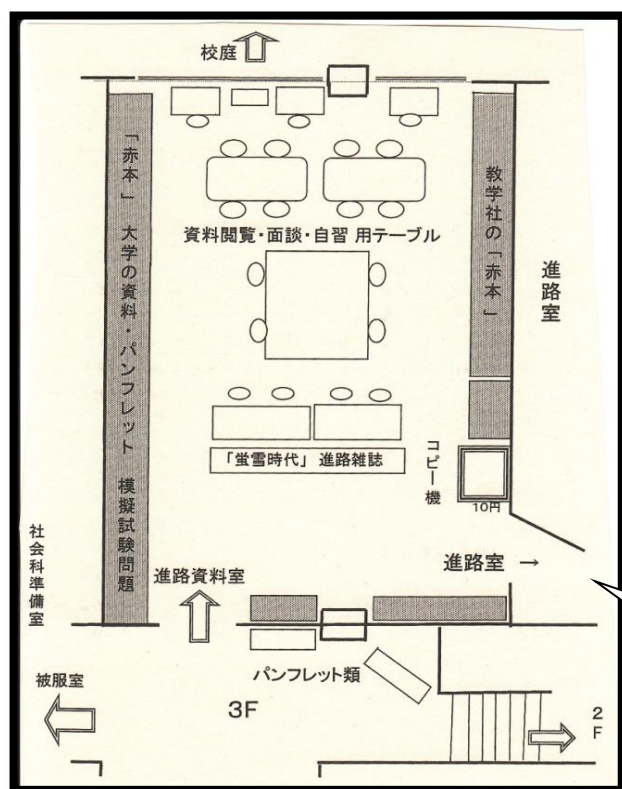 校庭
「赤本」 大学の資料・パンフレット 模擬試験問題
教学社の「赤本」
進路室
資料閲覧・面談・自習 用テーブル
「蛍雪時代」進路雑誌
コピー機
10円
社会科準備室
進路資料室
進路室 →
被服室
パンフレット類
3F
2F